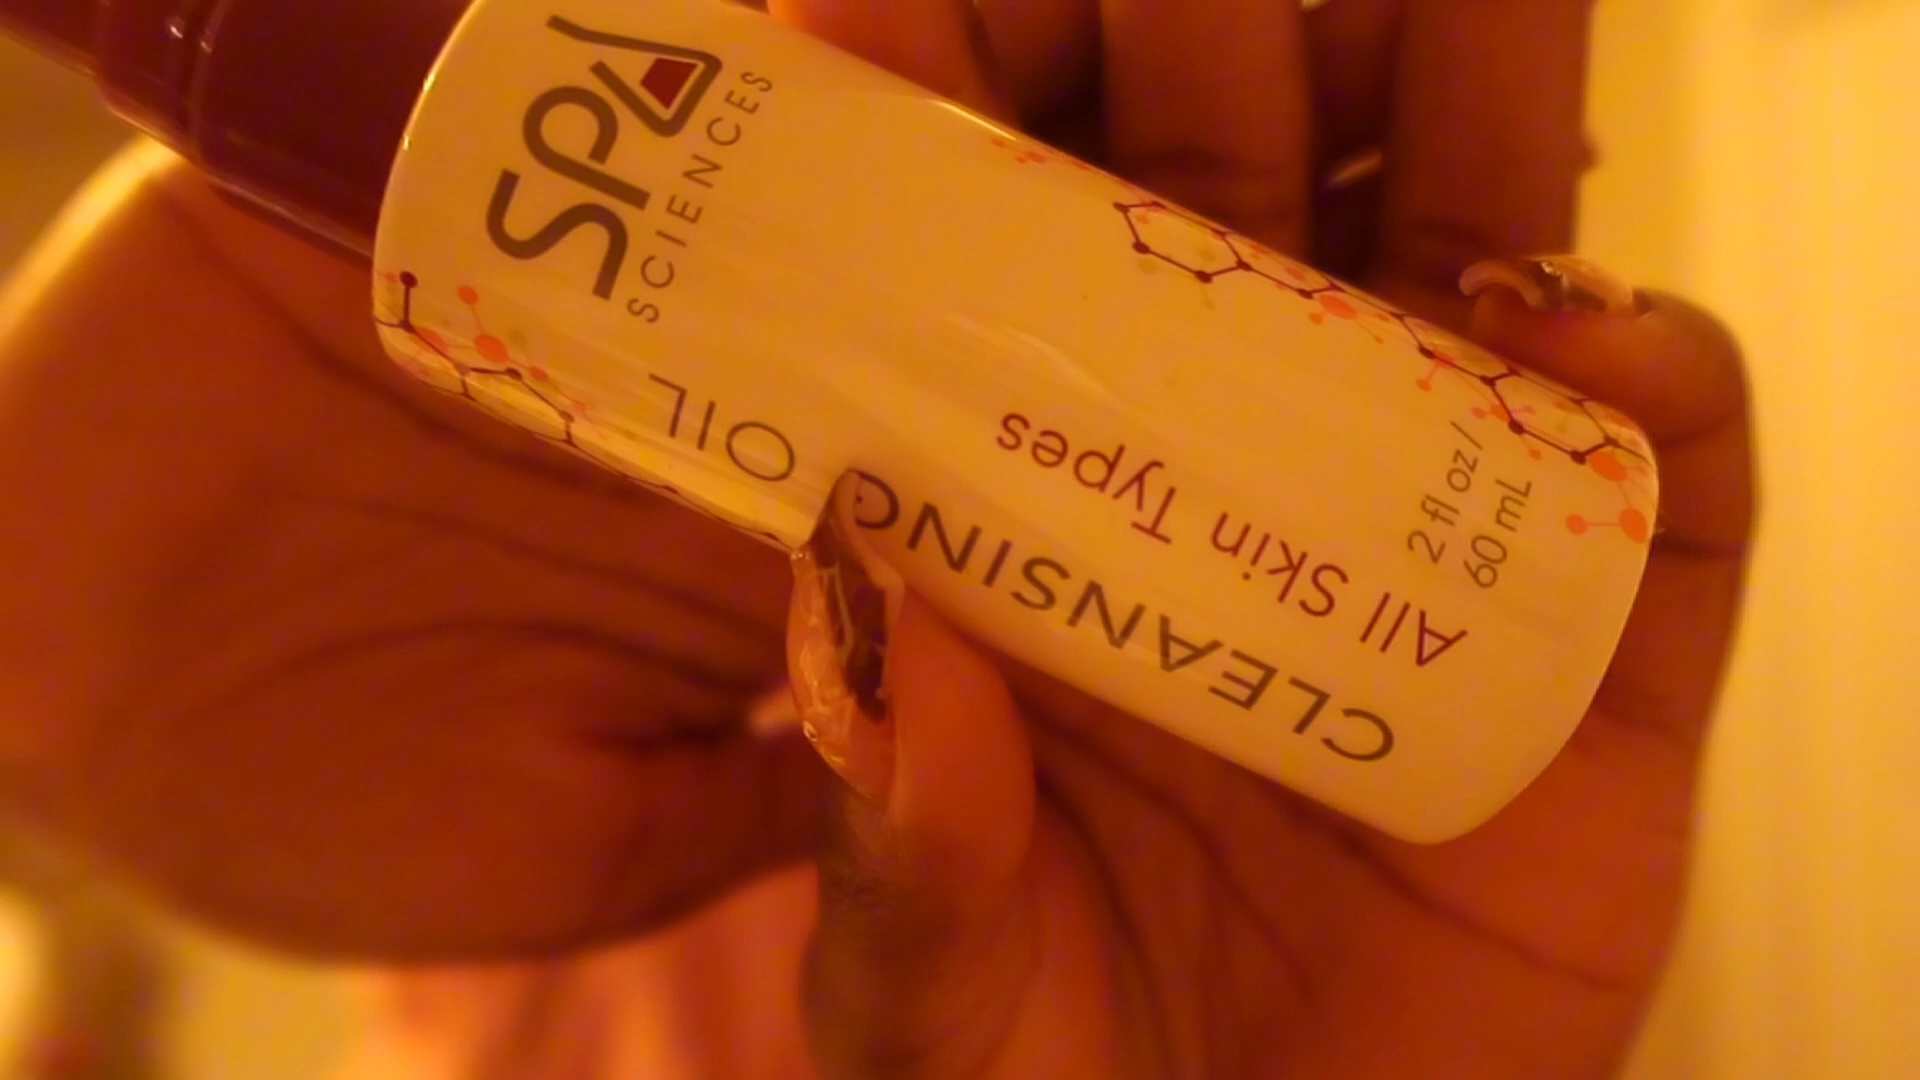 SPA
SCIENCES
CLEANSING OIL
All Skin Types
2 fl oz /
60 mL